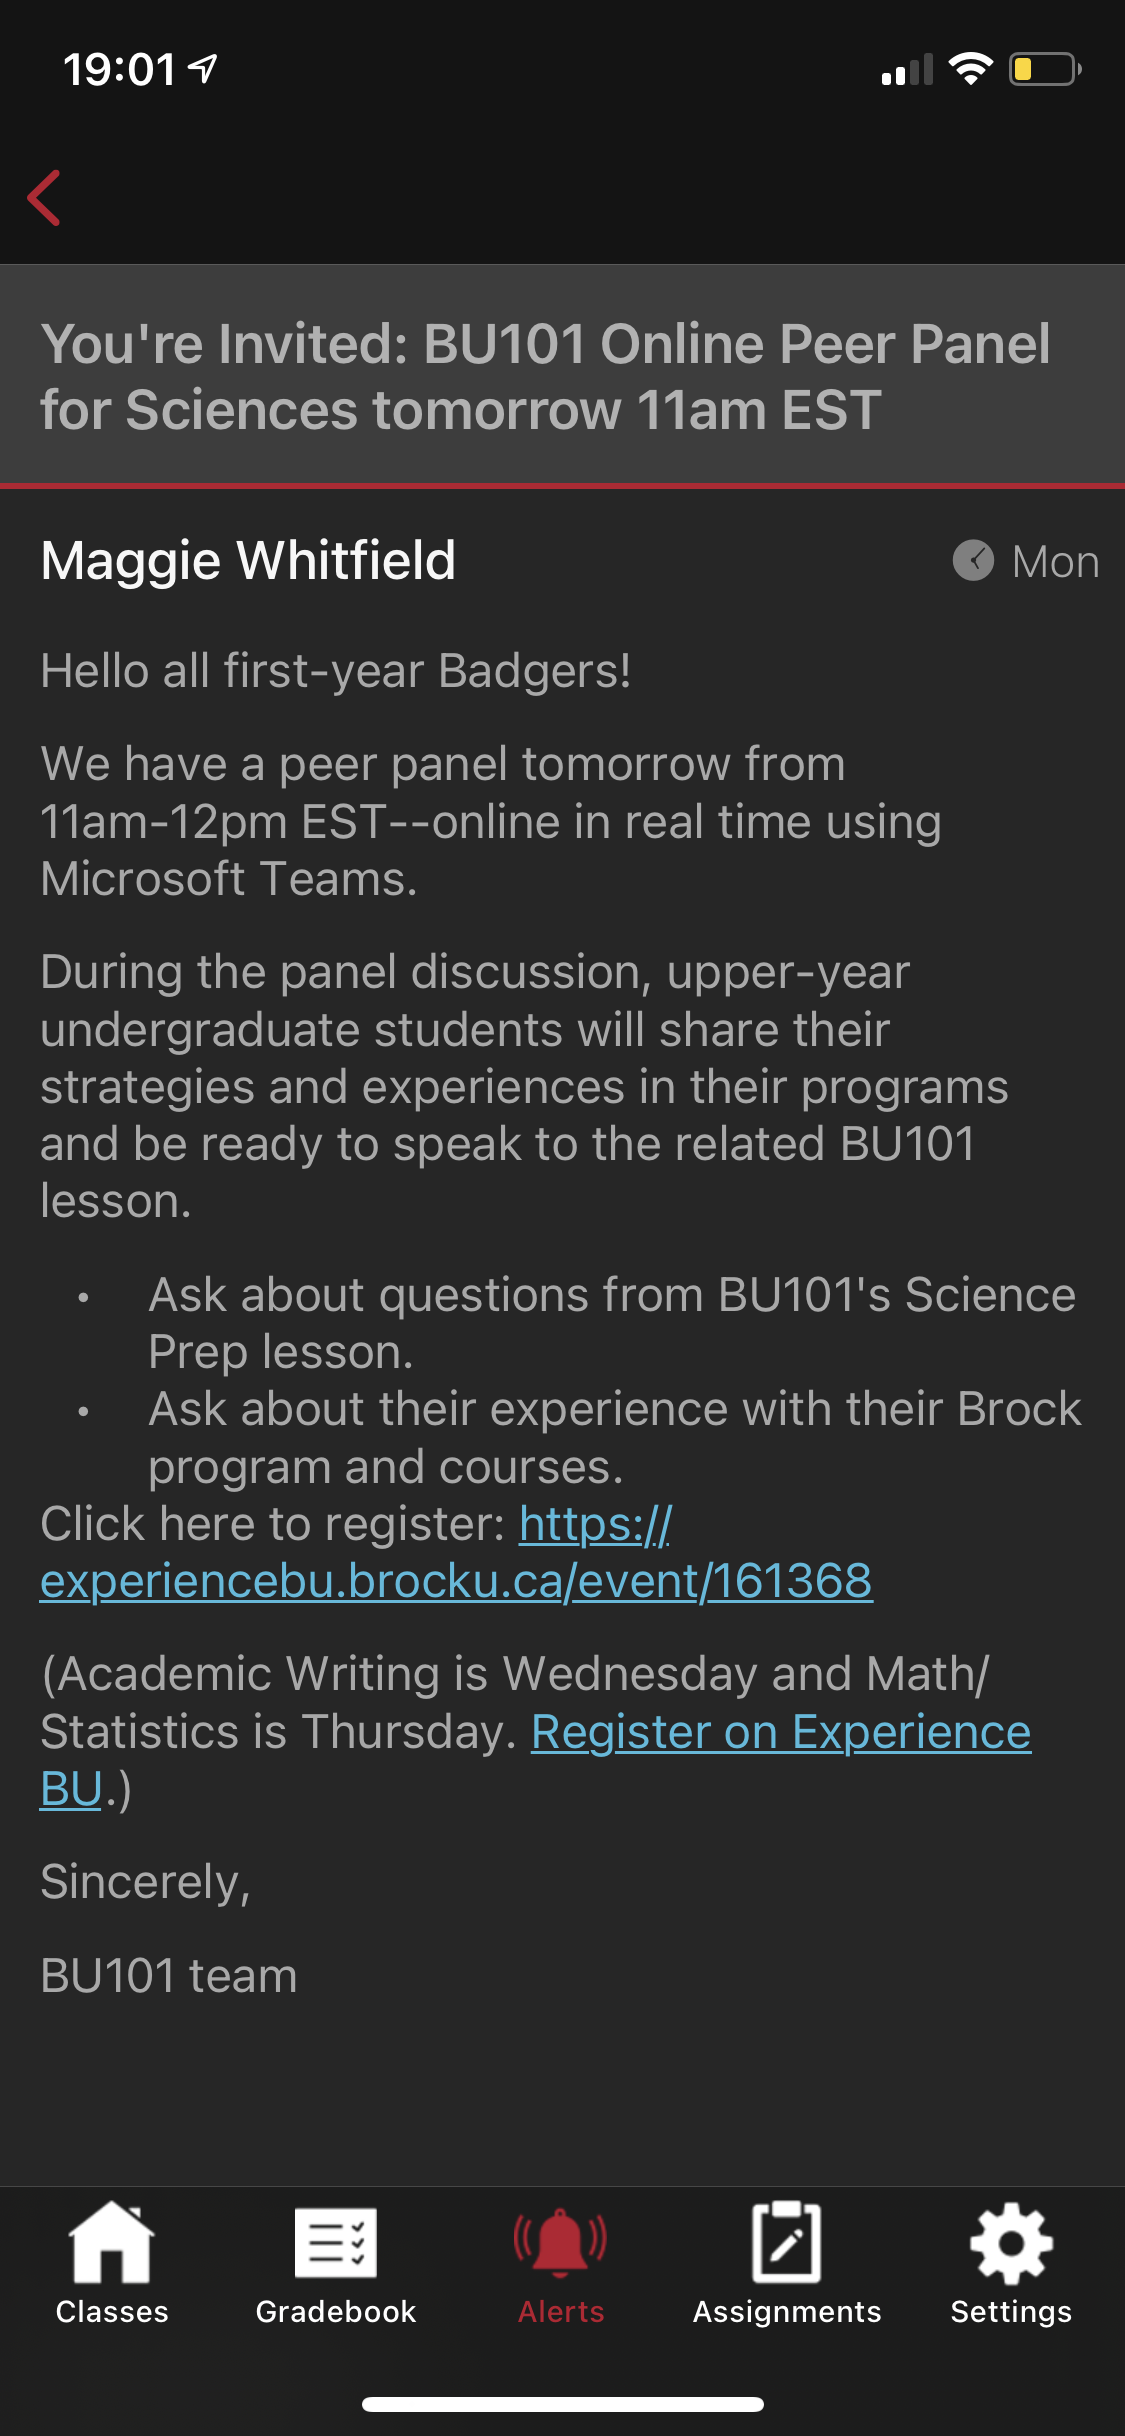 19:01
You're Invited: BU101 Online Peer Panel
for Sciences tomorrow 11am EST
Maggie Whitfield
Mon
Hello all first-year Badgers!
We have a peer panel tomorrow from
11am-12pm EST--online in real time using
Microsoft Teams.
During the panel discussion, upper-year
undergraduate students will share their
strategies and experiences in their programs
and be ready to speak to the related BU101
lesson.
• Ask about questions from BU101's Science
Prep lesson.
• Ask about their experience with their Brock
program and courses.
Click here to register: https://
experiencebu.brocku.ca/event/161368
(Academic Writing is Wednesday and Math/
Statistics is Thursday. Register on Experience
BU.)
Sincerely,
BU101 team
Classes
Gradebook
Alerts
Assignments
Settings